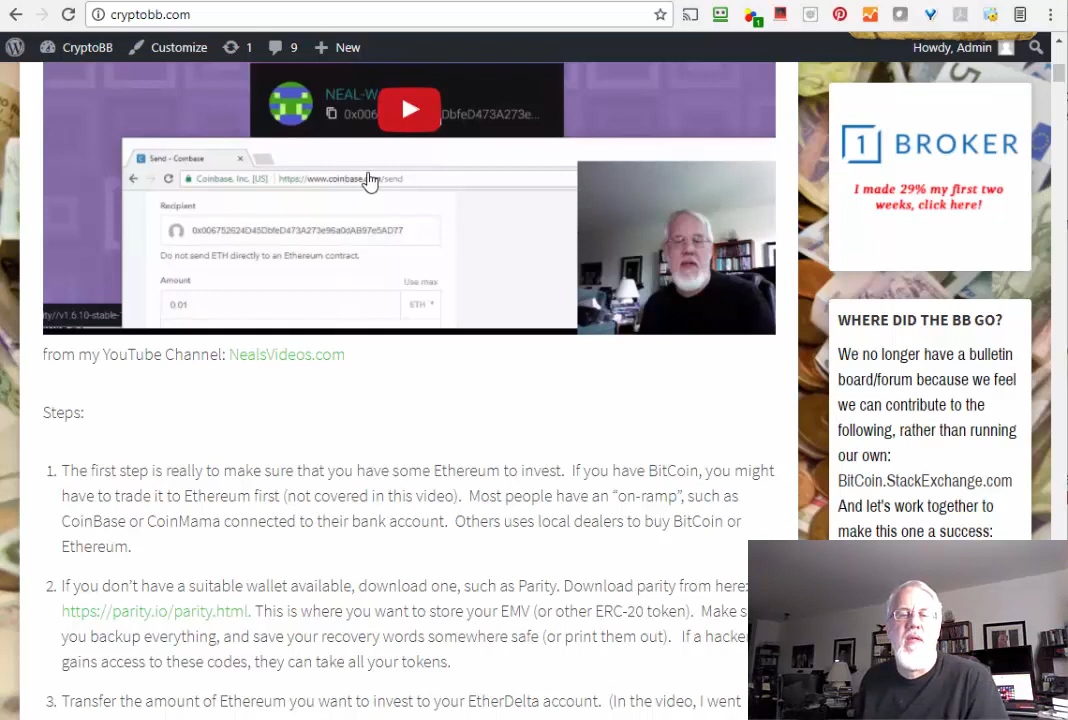 cryptobb.com
1
CryptoBB
Customize
1
9
New
Howdy, Admin
NEAL-W
0x006
DbfeD473A273e...
Send - Coinbase
Coinbase, Inc. [US]
https://www.coinbase.
/send
Recipient
0x006752624D45DbfeD473A273e96a0dAB97e5AD77
Do not send ETH directly to an Ethereum contract.
Amount
Use max
0.01
ETH
ity//v1.6.10-stable-
from my YouTube Channel: NealsVideos.com
Steps:
1. The first step is really to make sure that you have some Ethereum to invest. If you have BitCoin, you might
have to trade it to Ethereum first (not covered in this video). Most people have an “on-ramp”, such as
CoinBase or CoinMama connected to their bank account. Others uses local dealers to buy BitCoin or
Ethereum.
2. If you don’t have a suitable wallet available, download one, such as Parity. Download parity from here:
https://parity.io/parity.html. This is where you want to store your EMV (or other ERC-20 token). Make s
you backup everything, and save your recovery words somewhere safe (or print them out). If a hacker
gains access to these codes, they can take all your tokens.
3. Transfer the amount of Ethereum you want to invest to your EtherDelta account. (In the video, I went
1 BROKER
I made 29% my first two
weeks, click here!
WHERE DID THE BB GO?
We no longer have a bulletin
board/forum because we feel
we can contribute to the
following, rather than running
our own:
BitCoin.StackExchange.com
And let's work together to
make this one a success: